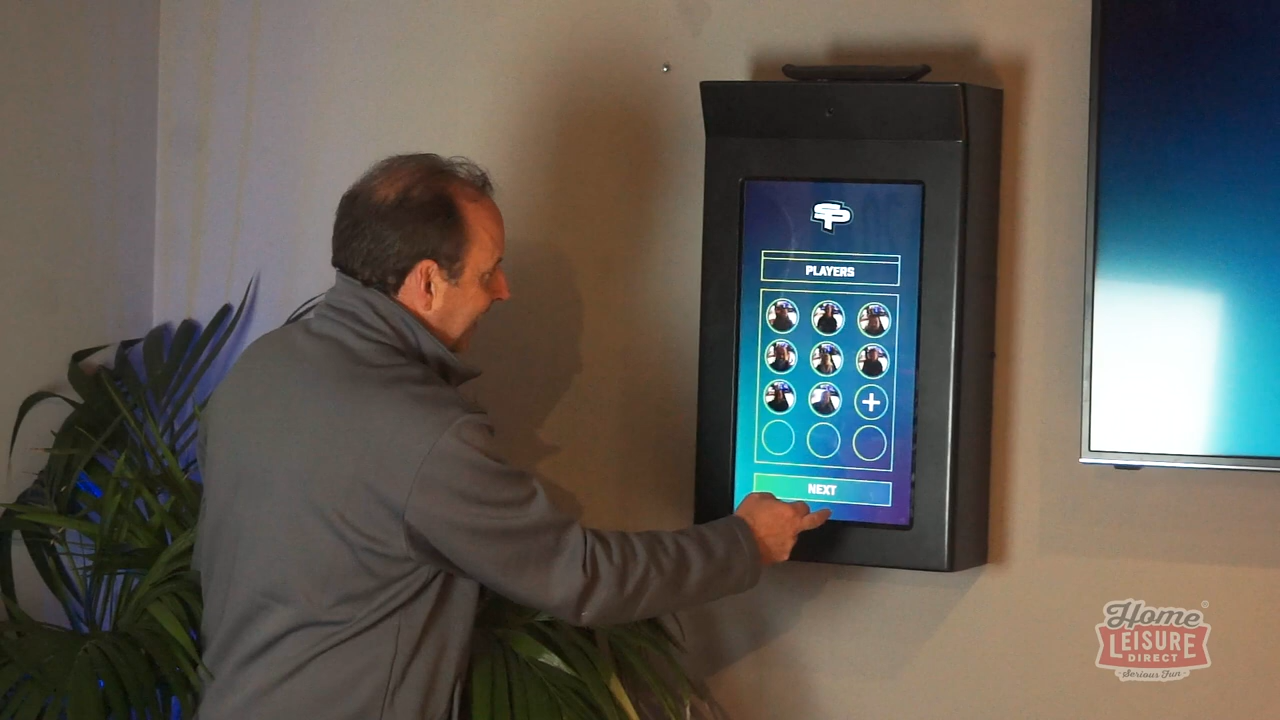 SP
PLAYERS
NEXT
Home
LEISURE
DIRECT
Serious Fun